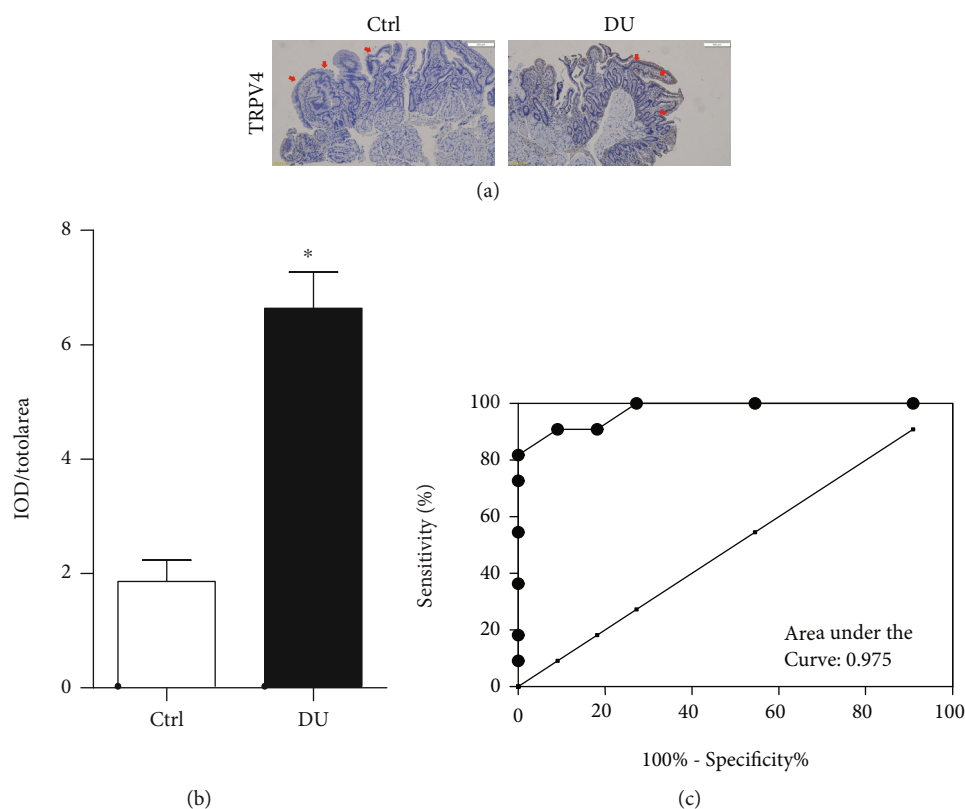 Ctrl
DU
TRPV4
(a)
8
6
4
2
0
IOD/totolarea
*
Ctrl
DU
(b)
100
80
60
40
20
0
Sensitivity (%)
Area under the
Curve: 0.975
0 20 40 60 80 100
100% - Specificity%
(c)